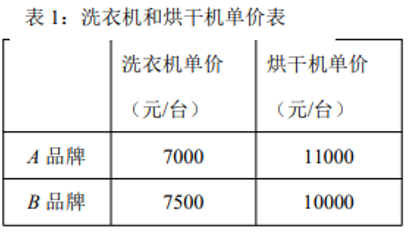 表 1：洗衣机和烘干机单价表
洗衣机单价 烘干机单价
（元/台） （元/台）
A 品牌 7000 11000
B 品牌 7500 10000